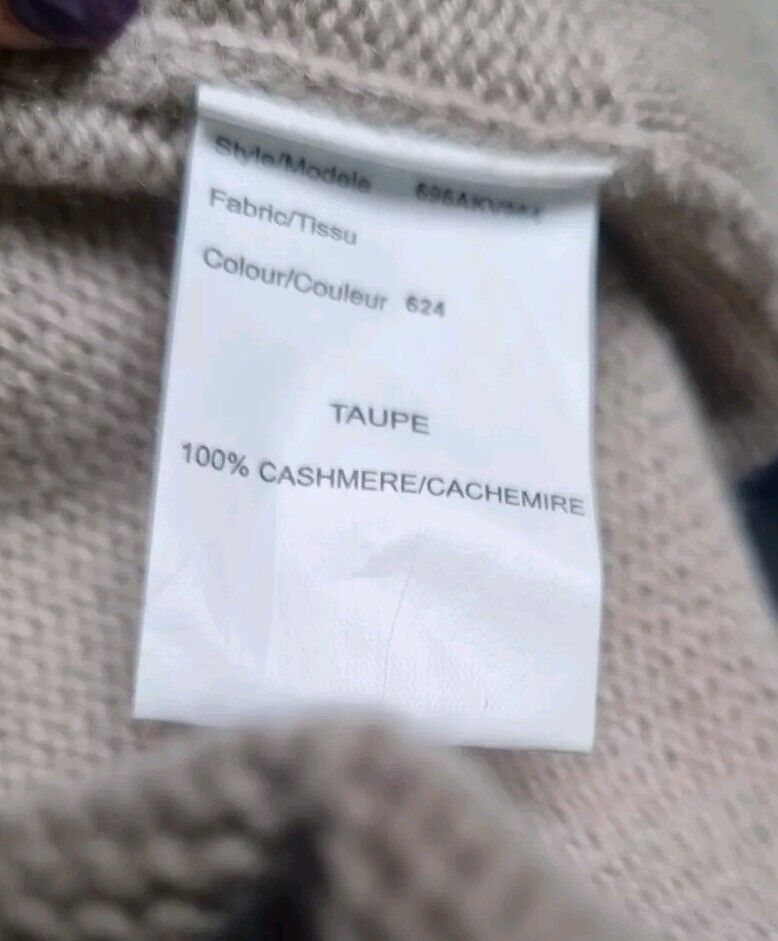 Style/Modele
Fabric/Tissu
Colour/Couleur 624
TAUPE
100% CASHMERE/CACHEMIRE